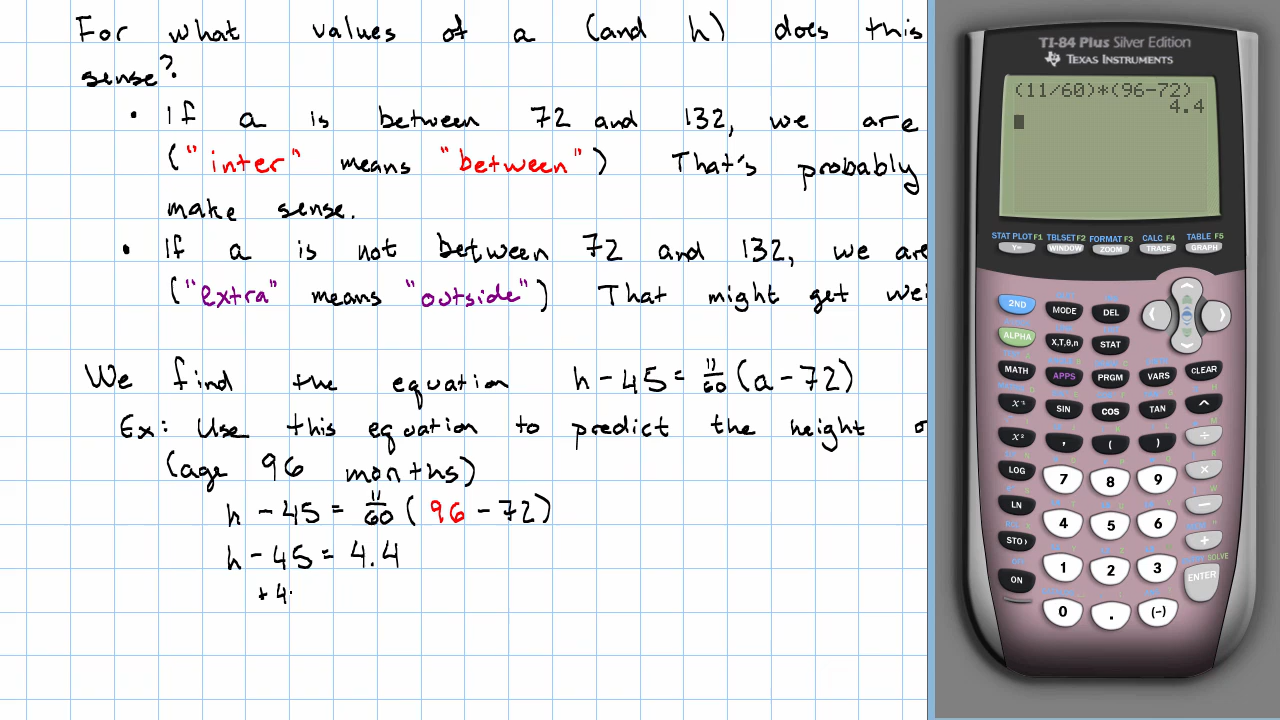 For what values of a (and h) does this
sense?
• If a is between 72 and 132, we are
("inter" means "between") That's probably
make sense.
• If a is not between 72 and 132, we are
("extra" means "outside") That might get wei
We find the equation h - 45 = 11/60 (a - 72)
Ex: Use this equation to predict the height o
(age 96 months)
h - 45 = 11/60 (96 - 72)
h - 45 = 4.4
+ 4
TI-84 Plus Silver Edition
TEXAS INSTRUMENTS
(11/60)*(96-72)
4.4
STAT PLOT F1 TBLSET F2 FORMAT F3 CALC F4 TABLE F5
Y= WINDOW ZOOM TRACE GRAPH
2ND MODE DEL
ALPHA X,T,θ,n STAT
MATH APPS PRGM VARS CLEAR
x⁻¹ SIN COS TAN ^
x² , ( ) ÷
LOG 7 8 9 ×
LN 4 5 6 −
STO› 1 2 3 +
ON 0 . (-) ENTER
SOLVE